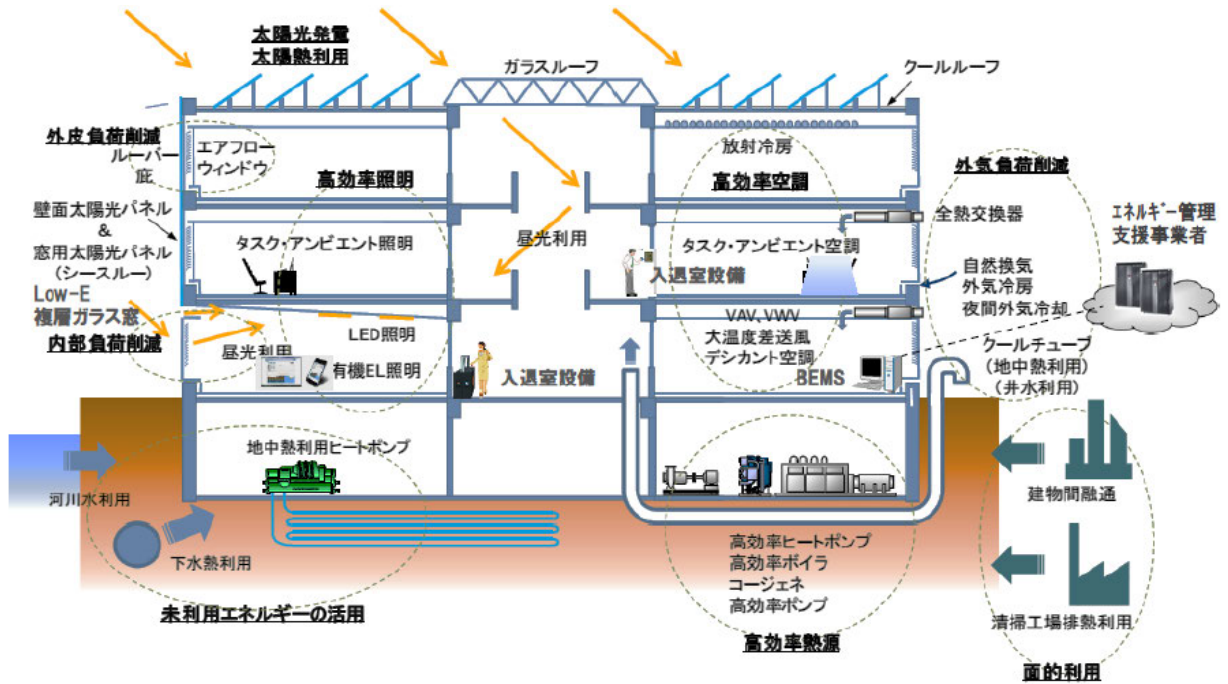 太陽光発電
太陽熱利用
ガラスルーフ
クールルーフ
外皮負荷削減
ルーバー
庇
エアフロー
ウィンドウ
高効率照明
放射冷房
高効率空調
外気負荷削減
壁面太陽光パネル
&
窓用太陽光パネル
(シースルー)
タスク・アンビエント照明
昼光利用
入退室設備
タスク・アンビエント空調
全熱交換器
エネルギー管理
支援事業者
自然換気
外気冷房
夜間外気冷却
Low-E
複層ガラス窓
内部負荷削減
昼光利用
LED照明
有機EL照明
入退室設備
VAV、VWV
大温度差送風
デシカント空調
BEMS
クールチューブ
(地中熱利用)
(井水利用)
地中熱利用ヒートポンプ
河川水利用
下水熱利用
未利用エネルギーの活用
高効率ヒートポンプ
高効率ボイラ
コージェネ
高効率ポンプ
高効率熱源
建物間融通
清掃工場排熱利用
面的利用